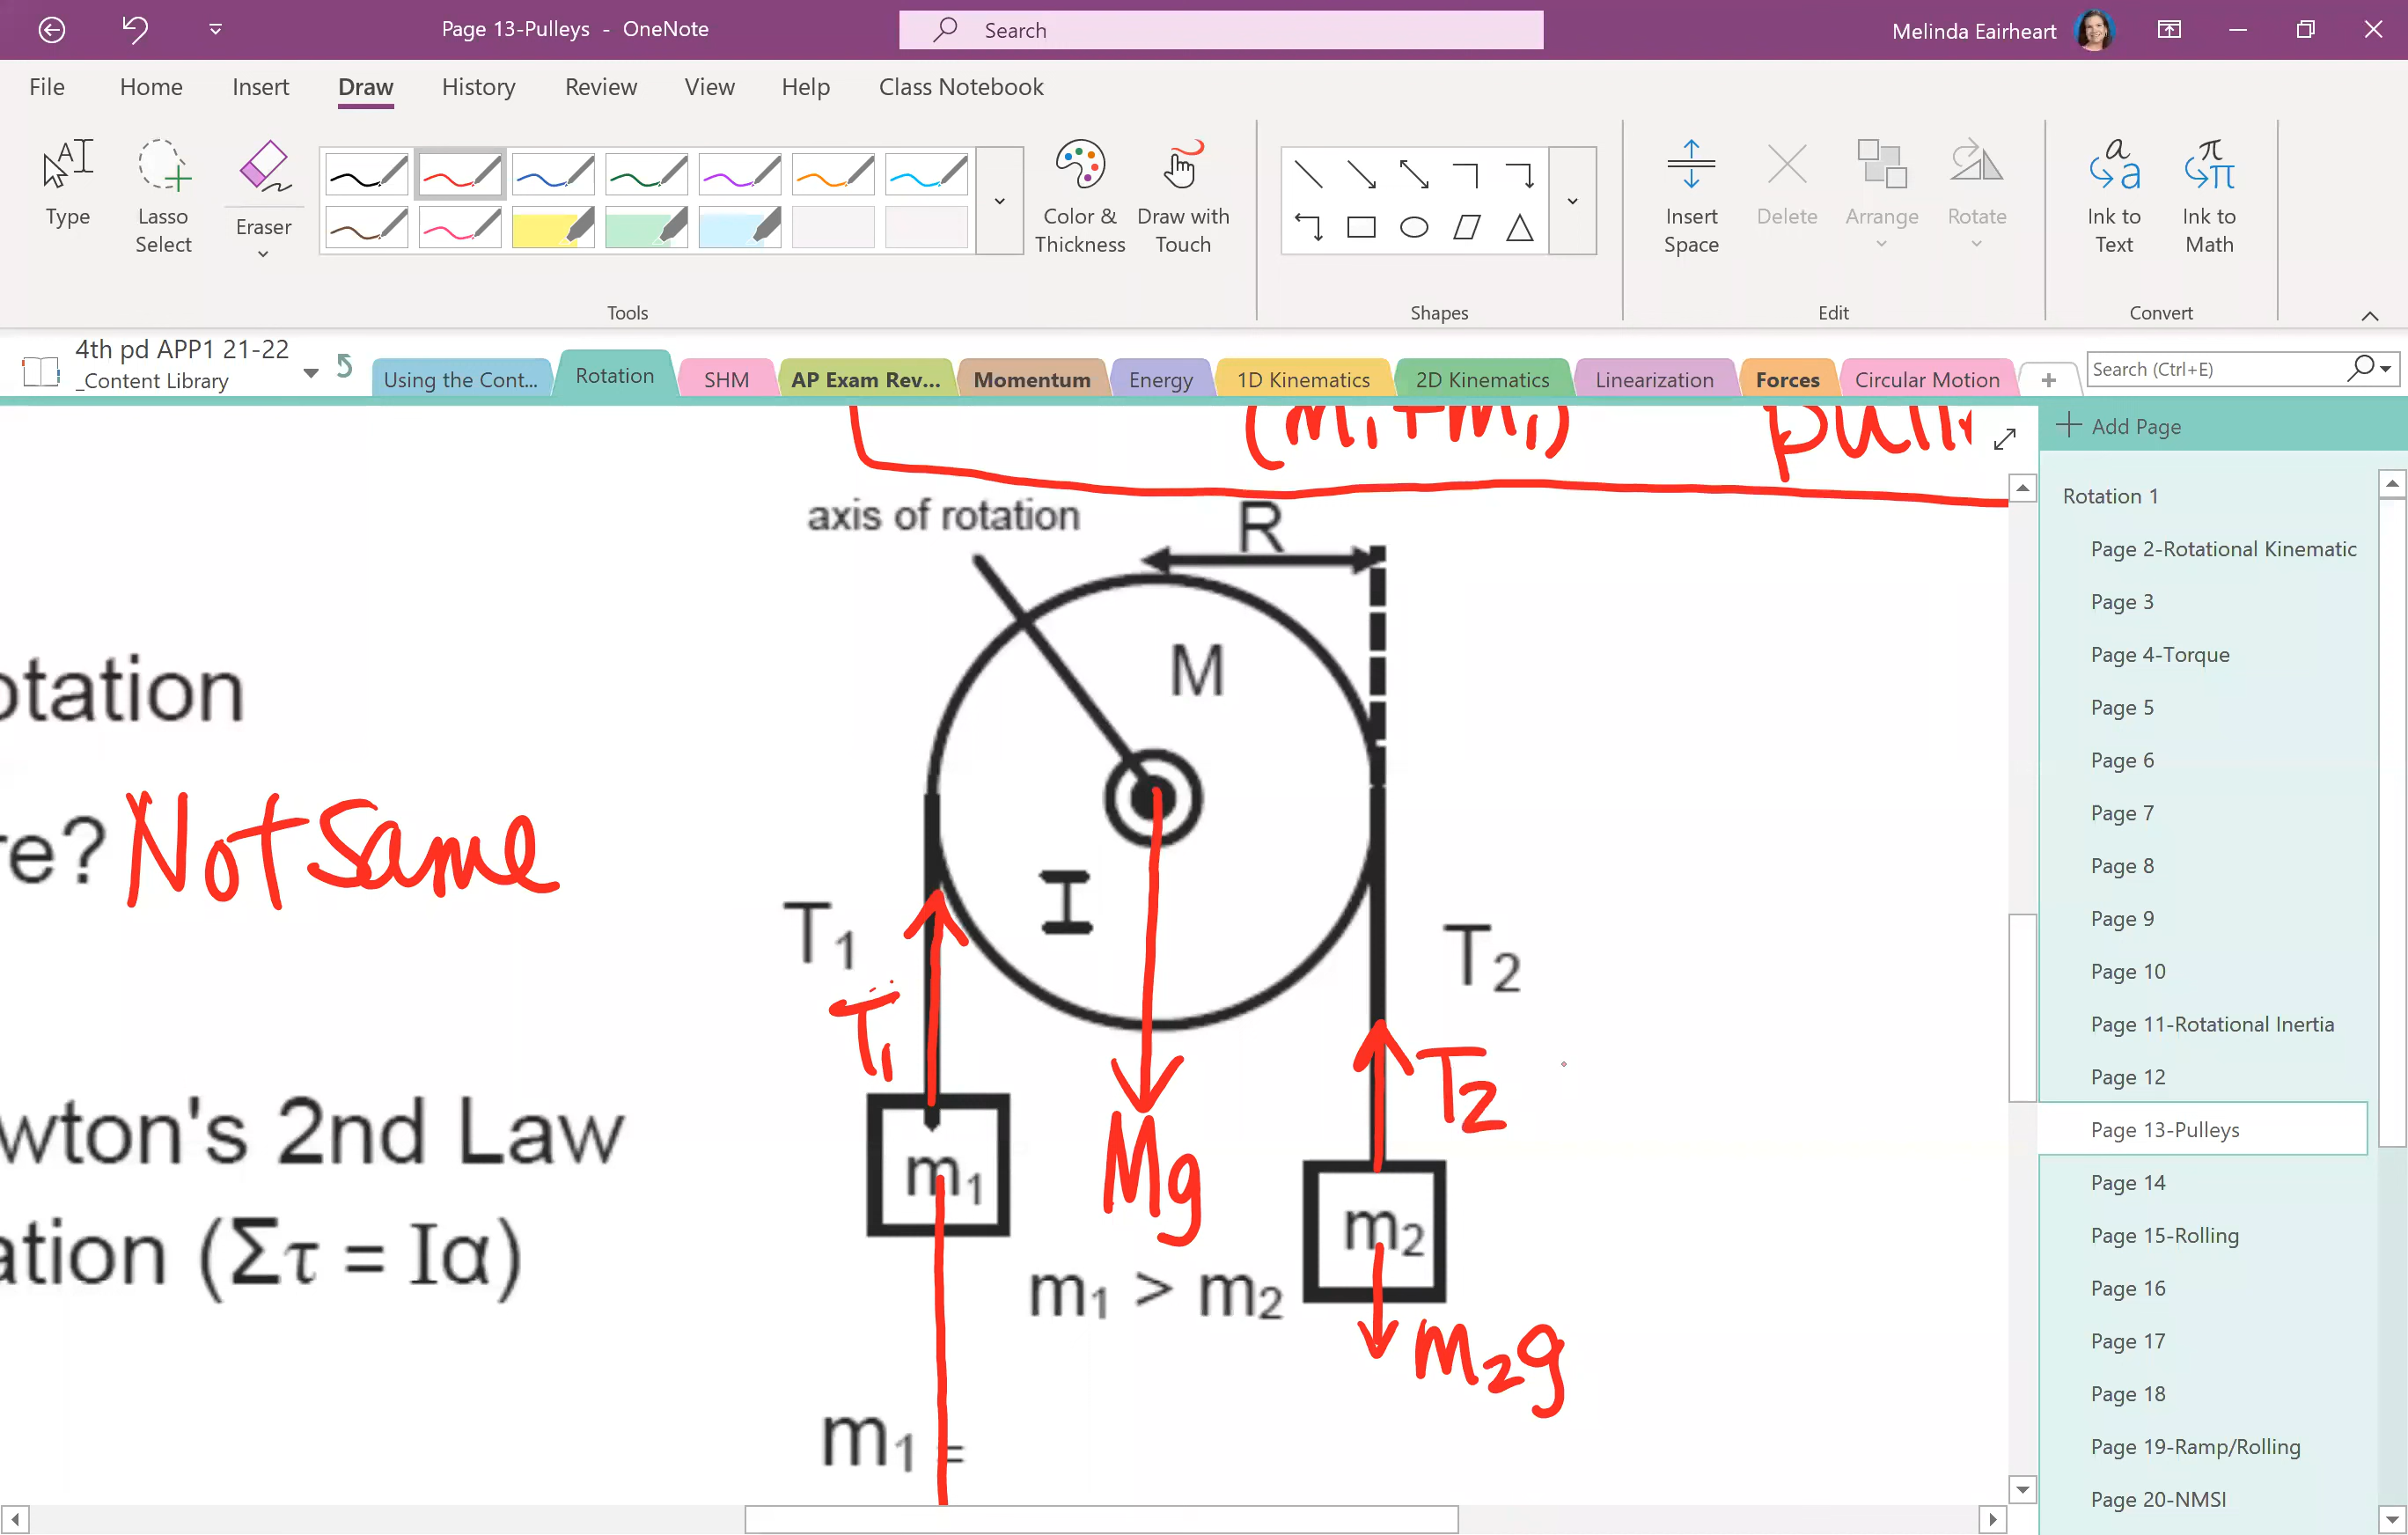 Page 13-Pulleys - OneNote
Search
Melinda Eairheart
File Home Insert Draw History Review View Help Class Notebook
Type
Lasso Select
Eraser
Color & Thickness
Draw with Touch
Insert Space
Delete
Arrange
Rotate
Ink to Text
Ink to Math
Tools
Shapes
Edit
Convert
4th pd APP1 21-22
_Content Library
Using the Cont...
Rotation
SHM
AP Exam Rev...
Momentum
Energy
1D Kinematics
2D Kinematics
Linearization
Forces
Circular Motion
Search (Ctrl+E)
(m₁+m₁)
axis of rotation
R
M
otation
re? Not Same
I
T₁
T₂
T₁
T₂
wton's 2nd Law
m₁
Mg
m₂
ation (Στ = Iα)
m₁ > m₂
m₂g
m₁ =
Add Page
Rotation 1
Page 2-Rotational Kinematic
Page 3
Page 4-Torque
Page 5
Page 6
Page 7
Page 8
Page 9
Page 10
Page 11-Rotational Inertia
Page 12
Page 13-Pulleys
Page 14
Page 15-Rolling
Page 16
Page 17
Page 18
Page 19-Ramp/Rolling
Page 20-NMSI